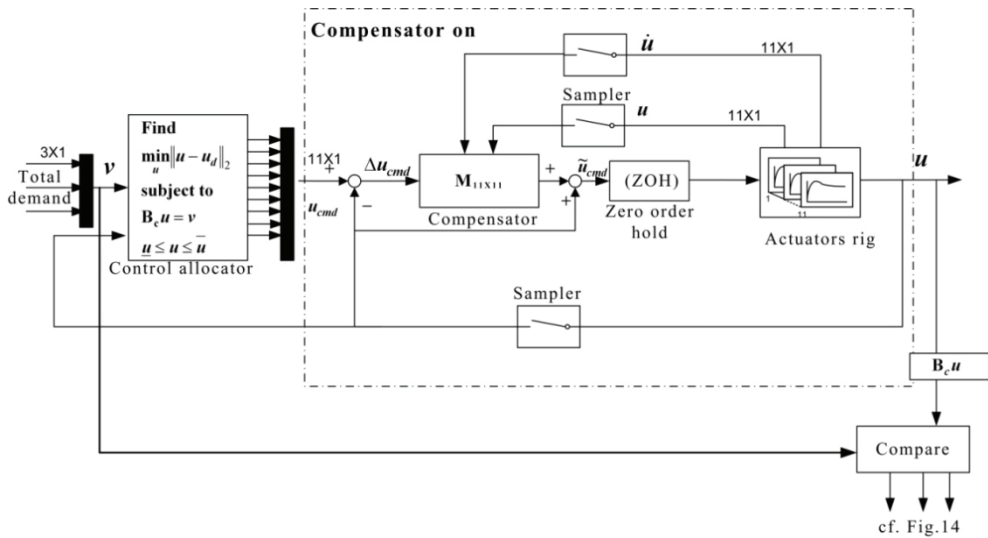 Compensator on
u̇
11X1
Sampler
u
11X1
3X1
Total
demand
v
Find
min ‖u − u_d‖₂
u
subject to
B_c u = v
u̲ ≤ u ≤ u̅
Control allocator
11X1
+
u_cmd
−
Δu_cmd
M₁₁ₓ₁₁
Compensator
+
+
ũ_cmd
(ZOH)
Zero order
hold
1
11
Actuators rig
u
Sampler
B_c u
Compare
cf. Fig.14